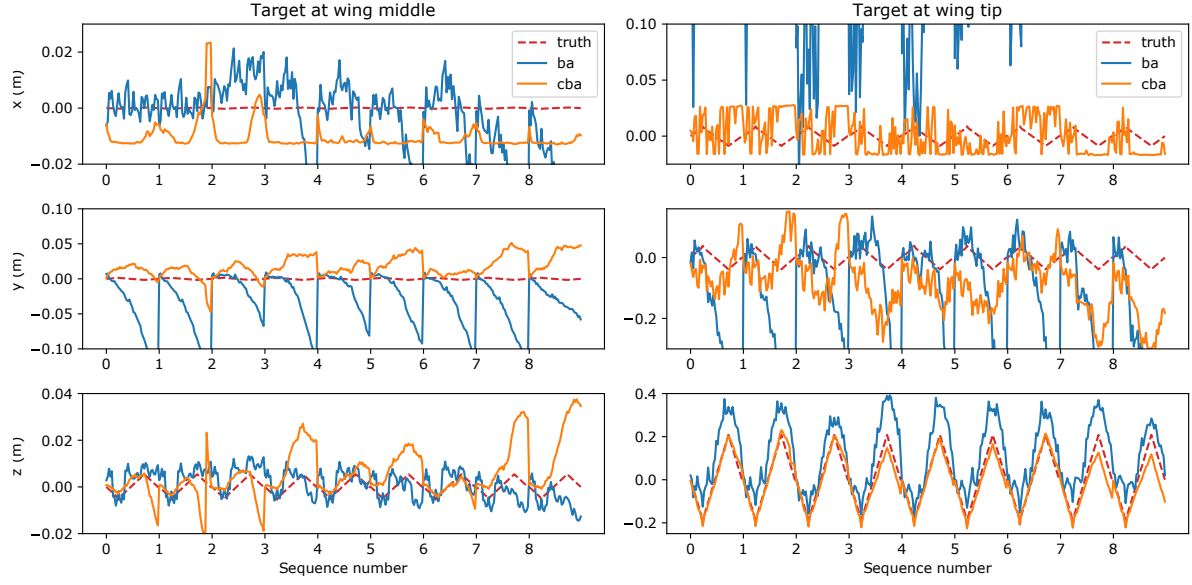 Target at wing middle
0.02
0.00
−0.02
x (m)
truth
ba
cba
0 1 2 3 4 5 6 7 8
0.10
0.05
0.00
−0.05
−0.10
y (m)
0 1 2 3 4 5 6 7 8
0.04
0.02
0.00
−0.02
z (m)
0 1 2 3 4 5 6 7 8
Sequence number
Target at wing tip
0.10
0.05
0.00
truth
ba
cba
0 1 2 3 4 5 6 7 8
0.0
−0.2
0 1 2 3 4 5 6 7 8
0.4
0.2
0.0
−0.2
0 1 2 3 4 5 6 7 8
Sequence number